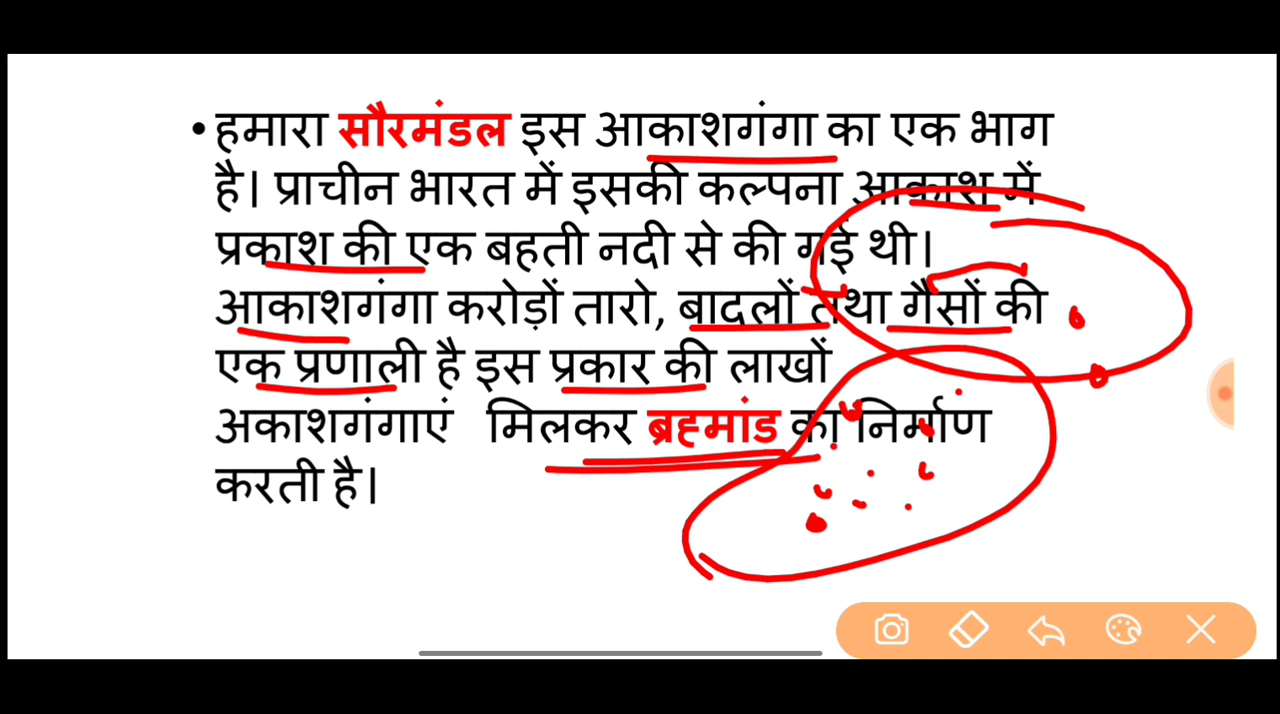 • हमारा सौरमंडल इस आकाशगंगा का एक भाग
है। प्राचीन भारत में इसकी कल्पना आकाश में
प्रकाश की एक बहती नदी से की गई थी।
आकाशगंगा करोड़ों तारो, बादलों तथा गैसों की
एक प्रणाली है इस प्रकार की लाखों
अकाशगंगाएं मिलकर ब्रह्मांड का निर्माण
करती है।